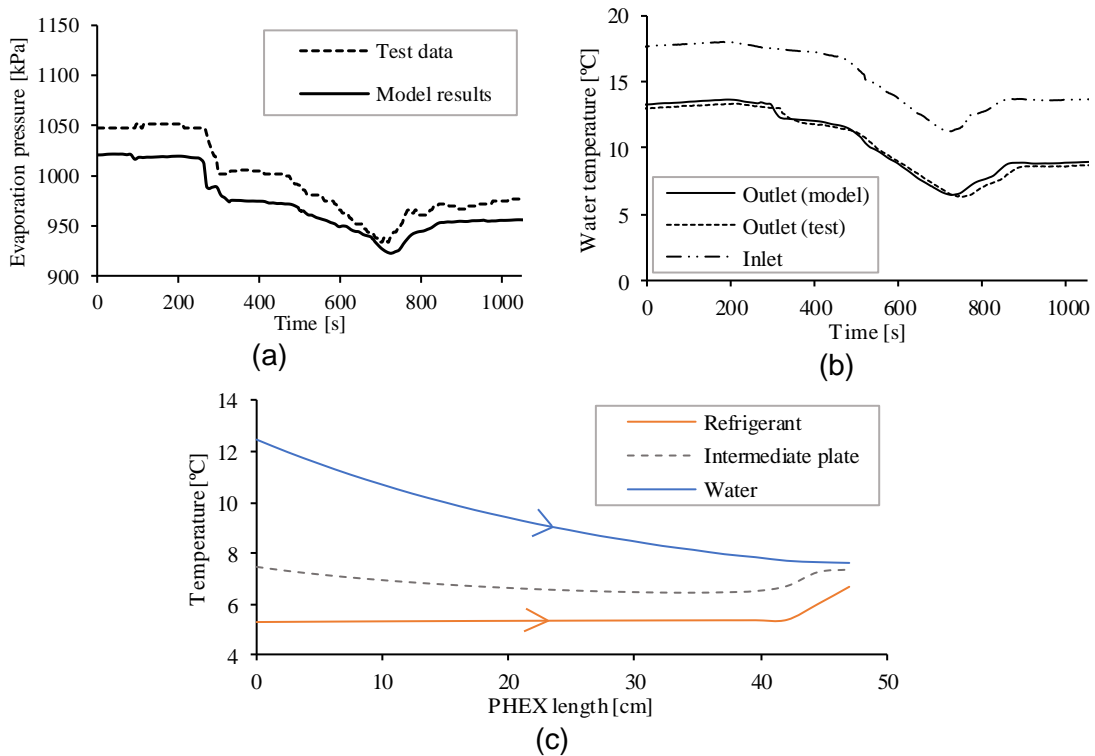 Evaporation pressure [kPa]
1150
1100
1050
1000
950
900
0 200 400 600 800 1000
Time [s]
Test data
Model results
(a)
Water temperature [ºC]
20
15
10
5
0
0 200 400 600 800 1000
Time [s]
Outlet (model)
Outlet (test)
Inlet
(b)
Temperature [ºC]
14
12
10
8
6
4
0 10 20 30 40 50
PHEX length [cm]
Refrigerant
Intermediate plate
Water
(c)